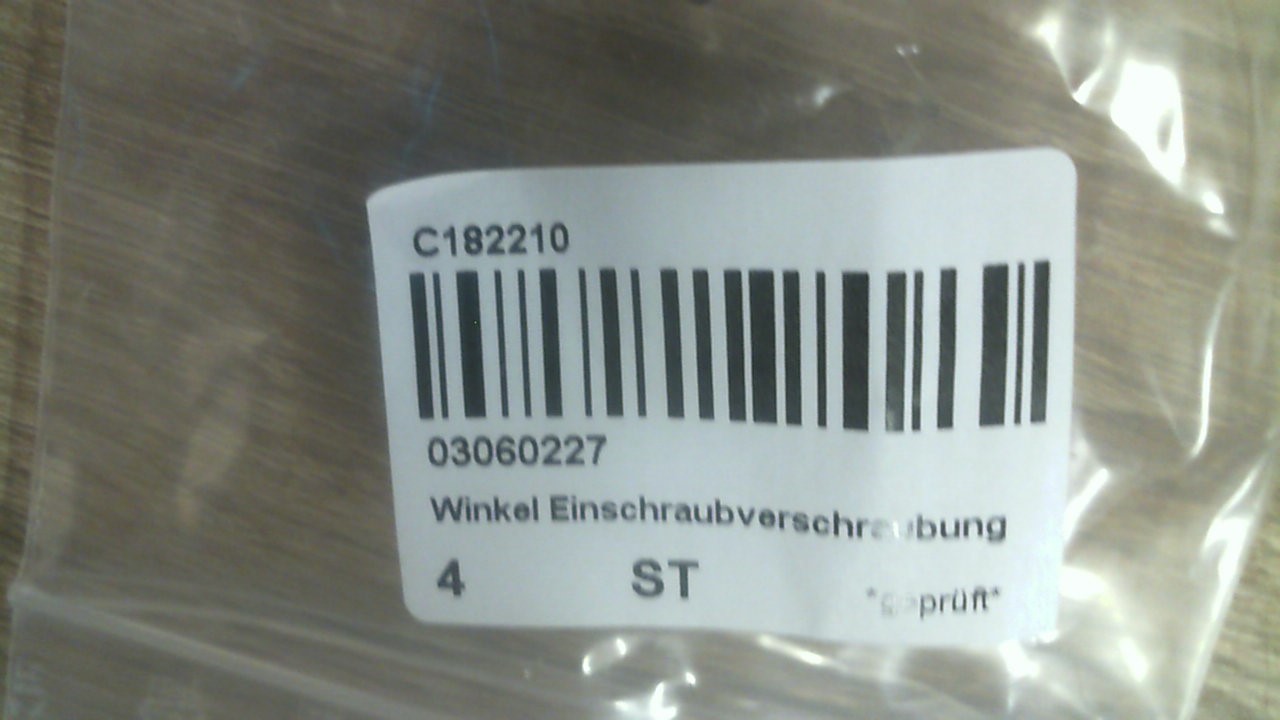 C182210
03060227
Winkel Einschraubverschraubung
4 ST
*geprüft*